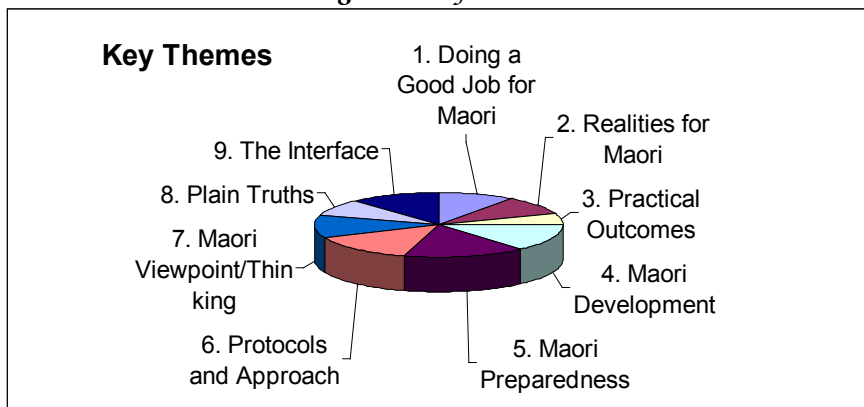 Key Themes
1. Doing a
Good Job for
Maori
2. Realities for
Maori
3. Practical
Outcomes
4. Maori
Development
5. Maori
Preparedness
6. Protocols
and Approach
7. Maori
Viewpoint/Thin
king
8. Plain Truths
9. The Interface